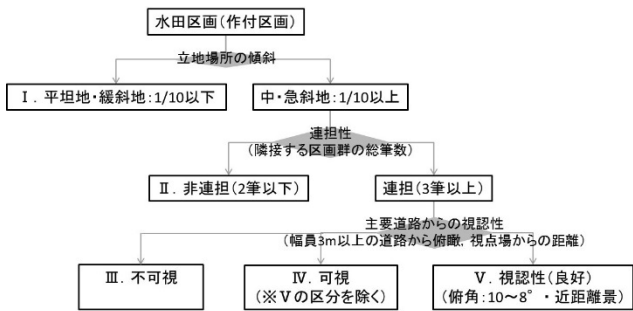 水田区画(作付区画)
立地場所の傾斜
Ⅰ. 平坦地・緩斜地:1/10以下
中・急斜地:1/10以上
連担性
(隣接する区画群の総筆数)
Ⅱ. 非連担(2筆以下)
連担(3筆以上)
主要道路からの視認性
(幅員3m以上の道路から俯瞰, 視点場からの距離)
Ⅲ. 不可視
Ⅳ. 可視
(※Ⅴの区分を除く)
Ⅴ. 視認性(良好)
(俯角:10~8°・近距離景)